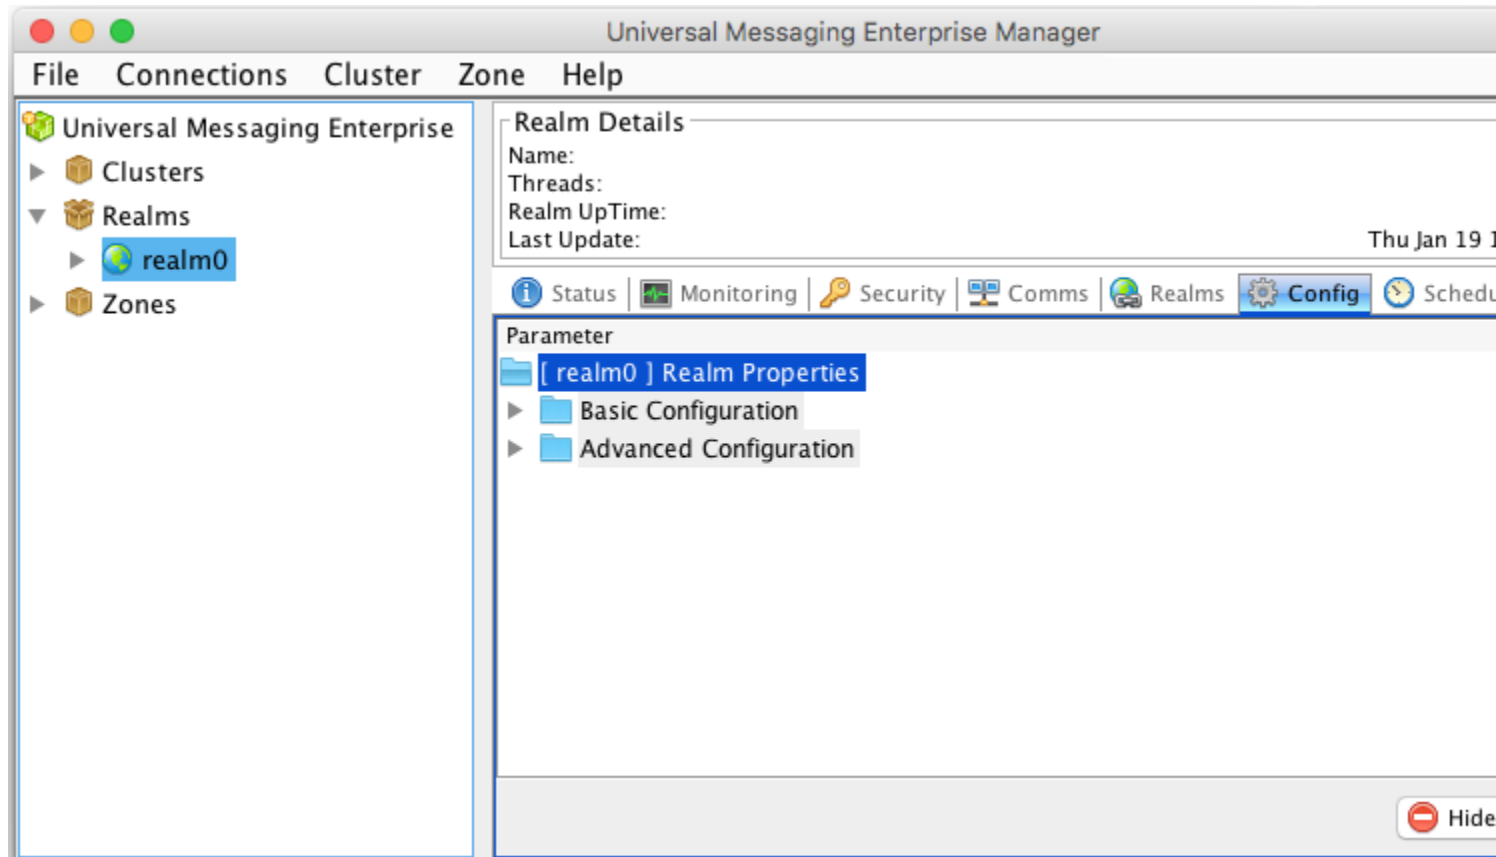 Universal Messaging Enterprise Manager
File Connections Cluster Zone Help
Universal Messaging Enterprise
Clusters
Realms
realm0
Zones
Realm Details
Name:
Threads:
Realm UpTime:
Last Update: Thu Jan 19
Status Monitoring Security Comms Realms Config
Parameter
[ realm0 ] Realm Properties
Basic Configuration
Advanced Configuration
Hide